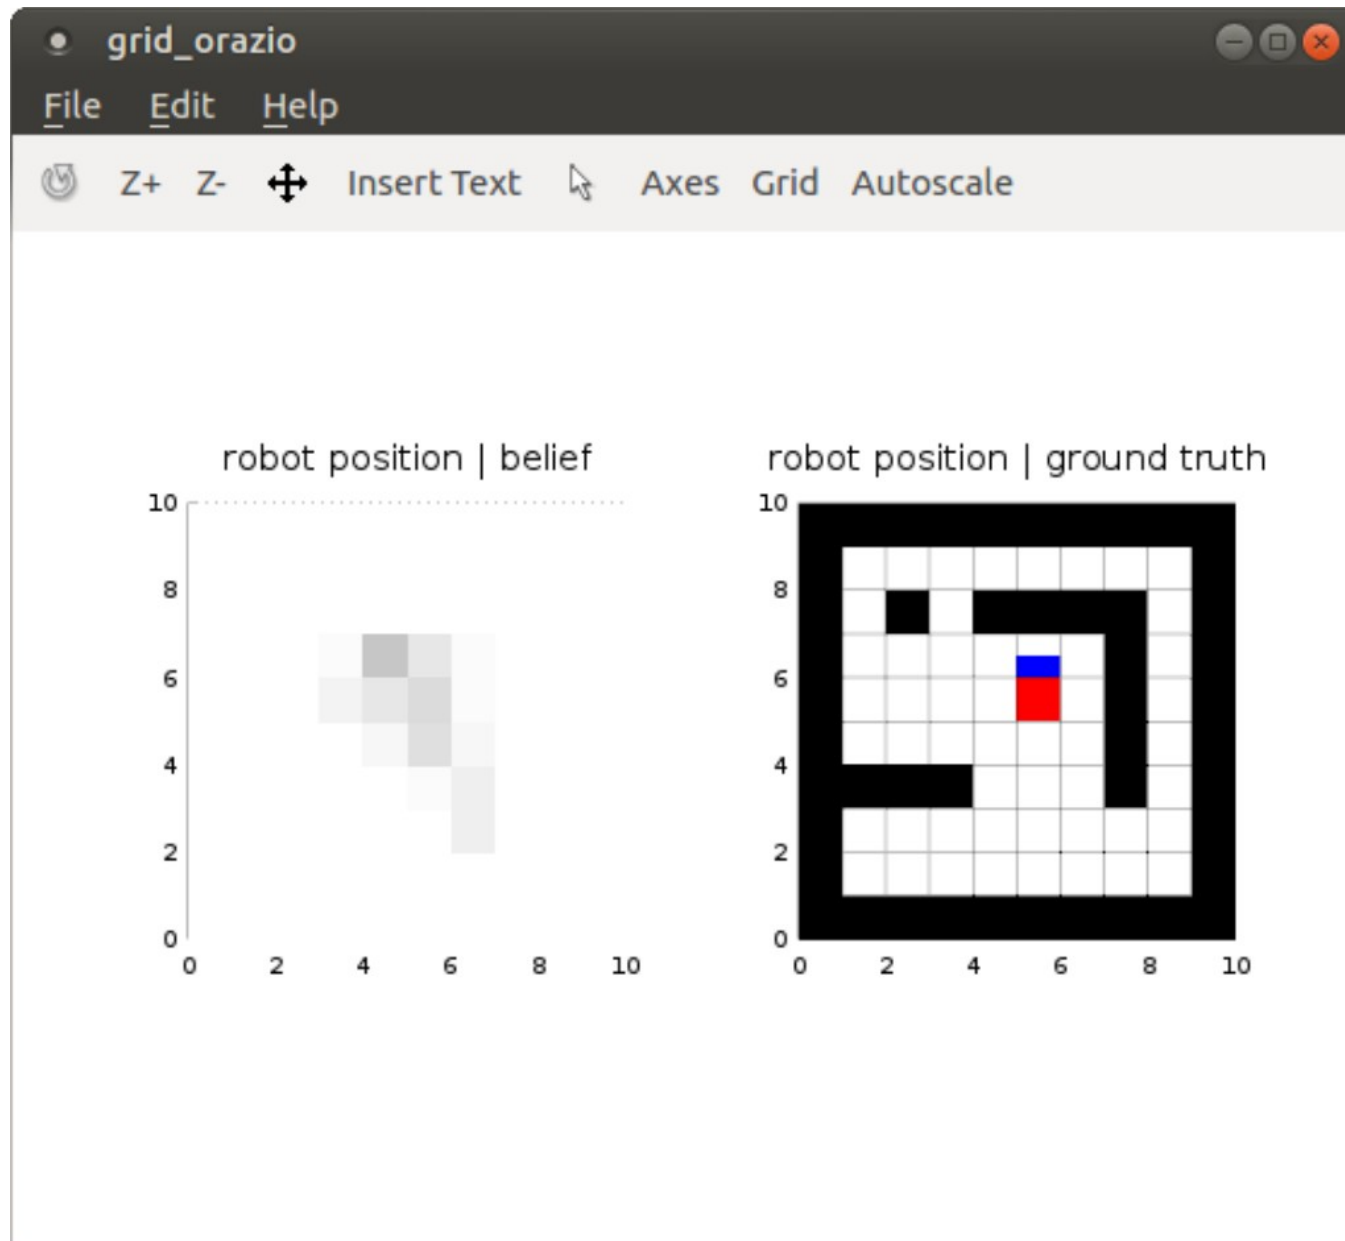 grid_orazio
File Edit Help
Z+ Z- Insert Text Axes Grid Autoscale
robot position | belief
10
8
6
4
2
0
0 2 4 6 8 10
robot position | ground truth
10
8
6
4
2
0
0 2 4 6 8 10